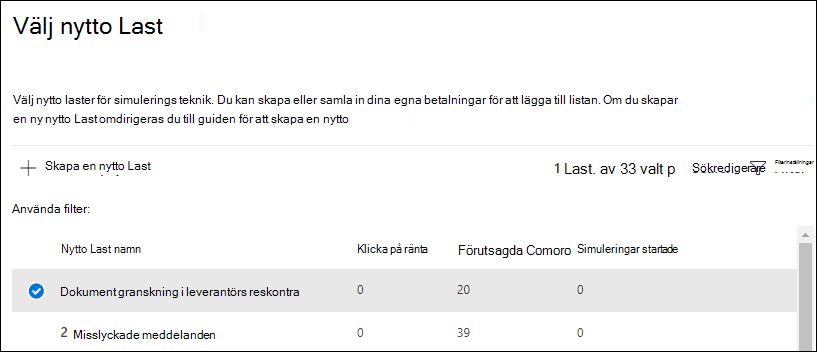 Välj nytto Last
Välj nytto laster för simulerings teknik. Du kan skapa eller samla in dina egna betalningar för att lägga till listan. Om du skapar
en ny nytto Last omdirigeras du till guiden för att skapa en nytto
Skapa en nytto Last 1 Last. av 33 valt p Sökredigerare Filterinställningar
Använda filter:
Nytto Last namn Klicka på ränta Förutsagda Comoro Simuleringar startade
Dokument granskning i leverantörs reskontra 0 20 0
2 Misslyckade meddelanden 0 39 0